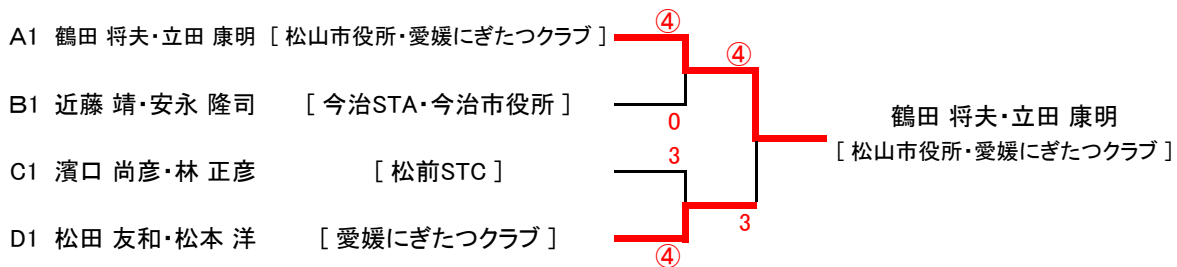 A1 鶴田 将夫・立田 康明 [ 松山市役所・愛媛にぎたつクラブ ]
④
④
B1 近藤 靖・安永 隆司 [ 今治STA・今治市役所 ]
0
鶴田 将夫・立田 康明
[ 松山市役所・愛媛にぎたつクラブ ]
3
C1 濱口 尚彦・林 正彦 [ 松前STC ]
3
D1 松田 友和・松本 洋 [ 愛媛にぎたつクラブ ]
④